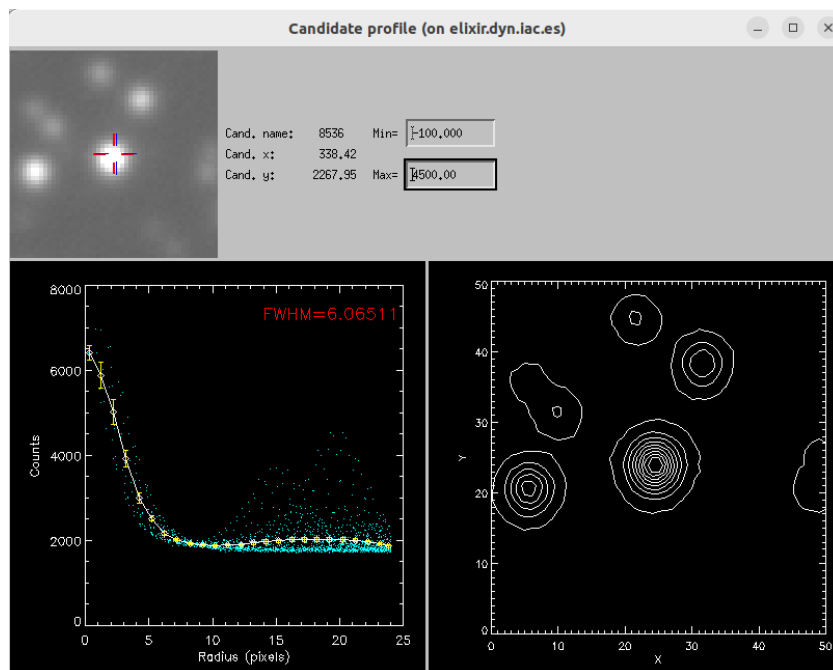 Candidate profile (on elixir.dyn.iac.es)
Cand. name: 8536 Min= -100.000
Cand. x: 338.42
Cand. y: 2267.95 Max= 4500.00
FWHM=6.06511
8000
6000
4000
2000
0
Counts
0 5 10 15 20 25
Radius (pixels)
50
40
30
20
10
0
Y
0 10 20 30 40 50
X